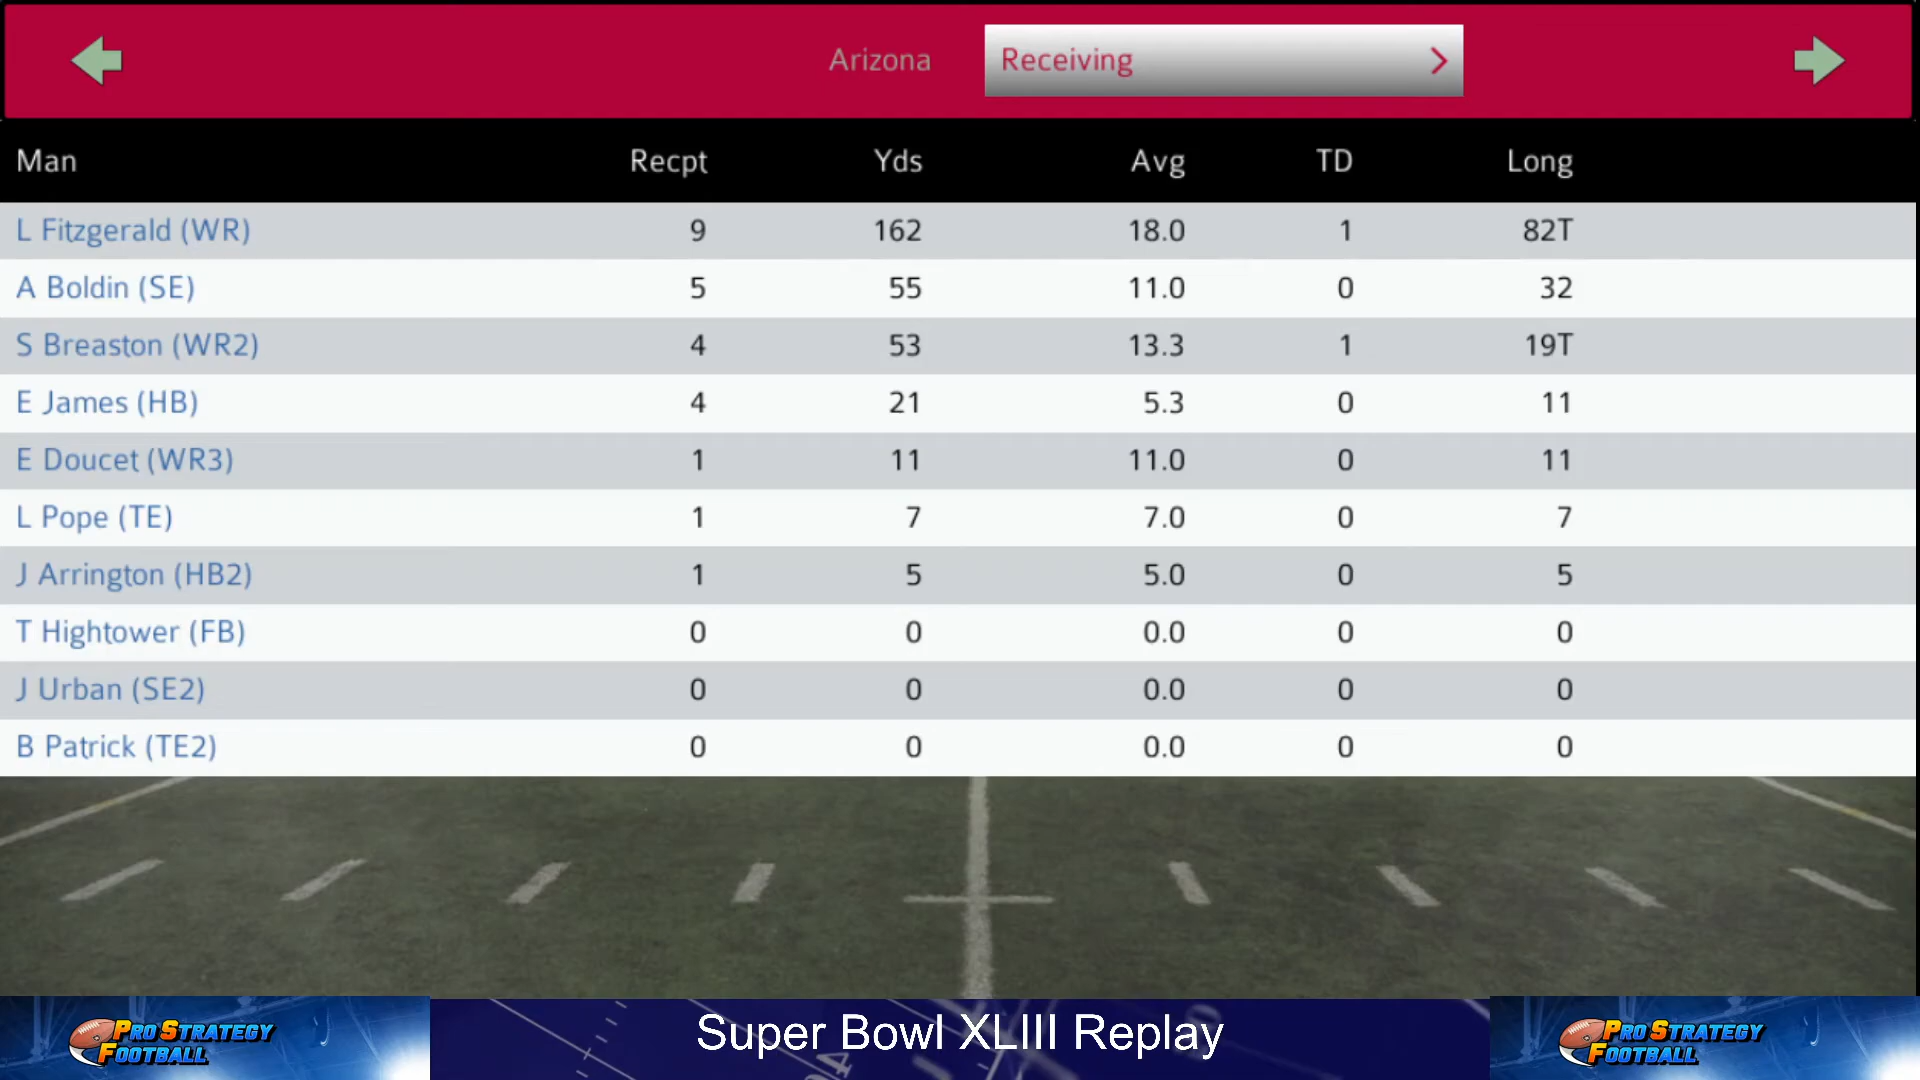 Arizona Receiving
Man Recpt Yds Avg TD Long
L Fitzgerald (WR) 9 162 18.0 1 82T
A Boldin (SE) 5 55 11.0 0 32
S Breaston (WR2) 4 53 13.3 1 19T
E James (HB) 4 21 5.3 0 11
E Doucet (WR3) 1 11 11.0 0 11
L Pope (TE) 1 7 7.0 0 7
J Arrington (HB2) 1 5 5.0 0 5
T Hightower (FB) 0 0 0.0 0 0
J Urban (SE2) 0 0 0.0 0 0
B Patrick (TE2) 0 0 0.0 0 0
PRO STRATEGY
FOOTBALL
Super Bowl XLIII Replay
PRO STRATEGY
FOOTBALL